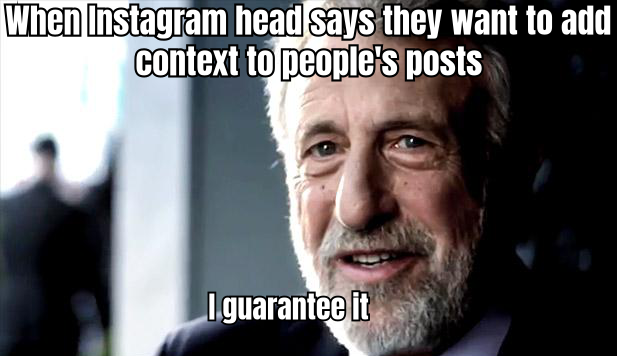 When Instagram head says they want to add
context to people's posts
I guarantee it